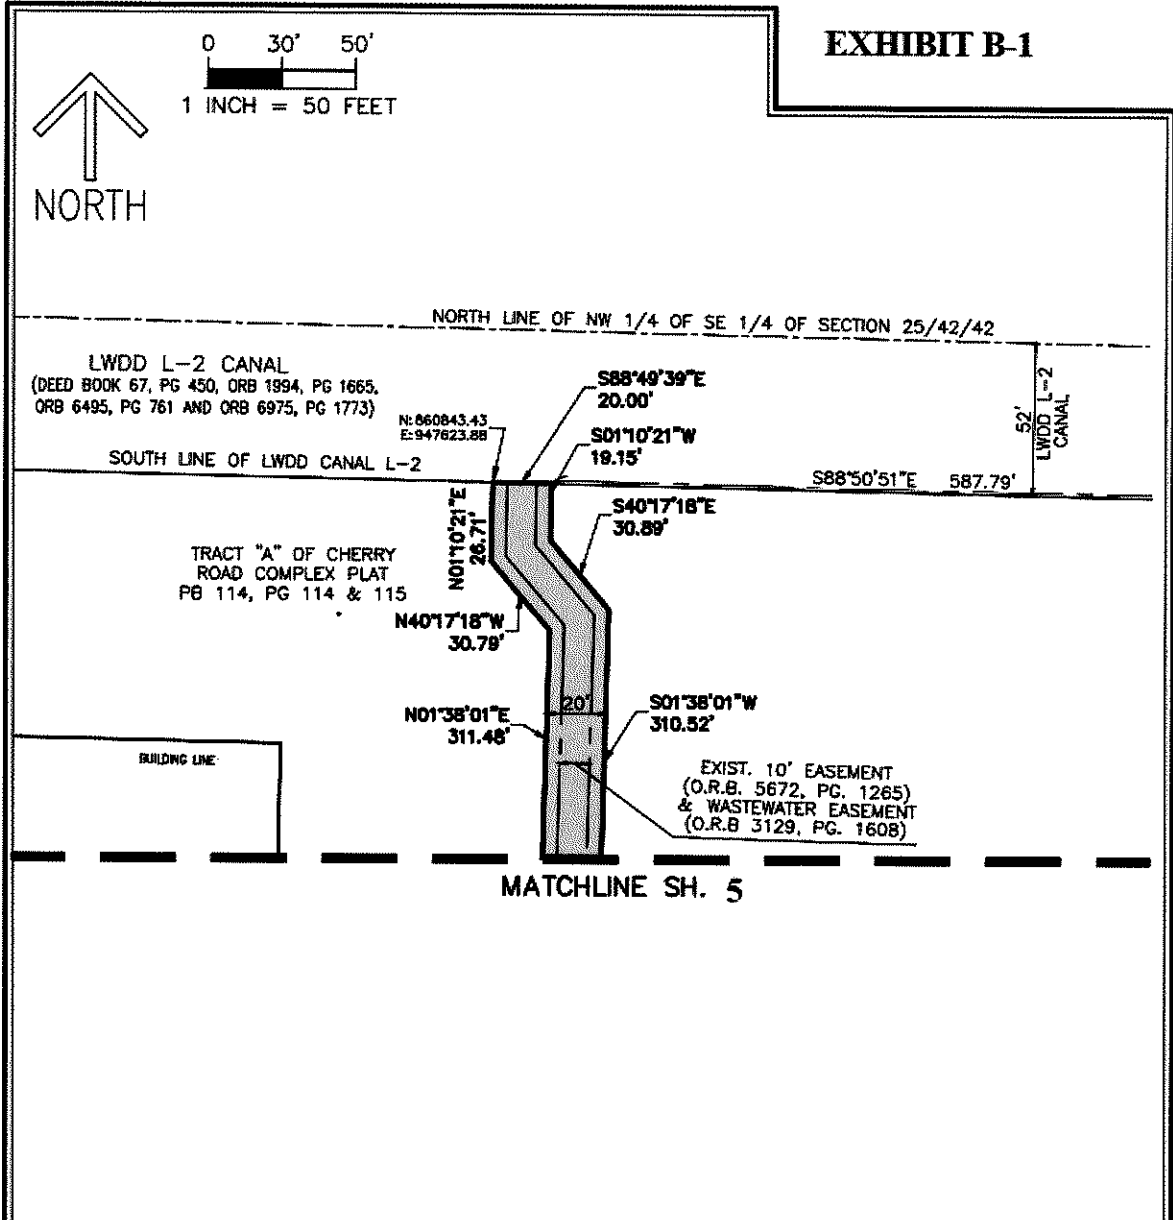 EXHIBIT B-1
0 30' 50'
1 INCH = 50 FEET
NORTH
NORTH LINE OF NW 1/4 OF SE 1/4 OF SECTION 25/42/42
LWDD L-2 CANAL
(DEED BOOK 67, PG 450, ORB 1994, PG 1665,
ORB 6495, PG 761 AND ORB 6975, PG 1773)
S88°49'39"E
20.00'
52'
LWDD L-2
CANAL
N: 860843.43
E: 947623.88
S01°10'21"W
19.15'
SOUTH LINE OF LWDD CANAL L-2
S88°50'51"E 587.79'
N01°10'21"E
26.71'
S40°17'18"E
30.89'
TRACT "A" OF CHERRY
ROAD COMPLEX PLAT
PB 114, PG 114 & 115
N40°17'18"W
30.79'
20'
N01°38'01"E
311.48'
S01°38'01"W
310.52'
BUILDING LINE
EXIST. 10' EASEMENT
(O.R.B. 5672, PG. 1265)
& WASTEWATER EASEMENT
(O.R.B 3129, PG. 1608)
MATCHLINE SH. 5